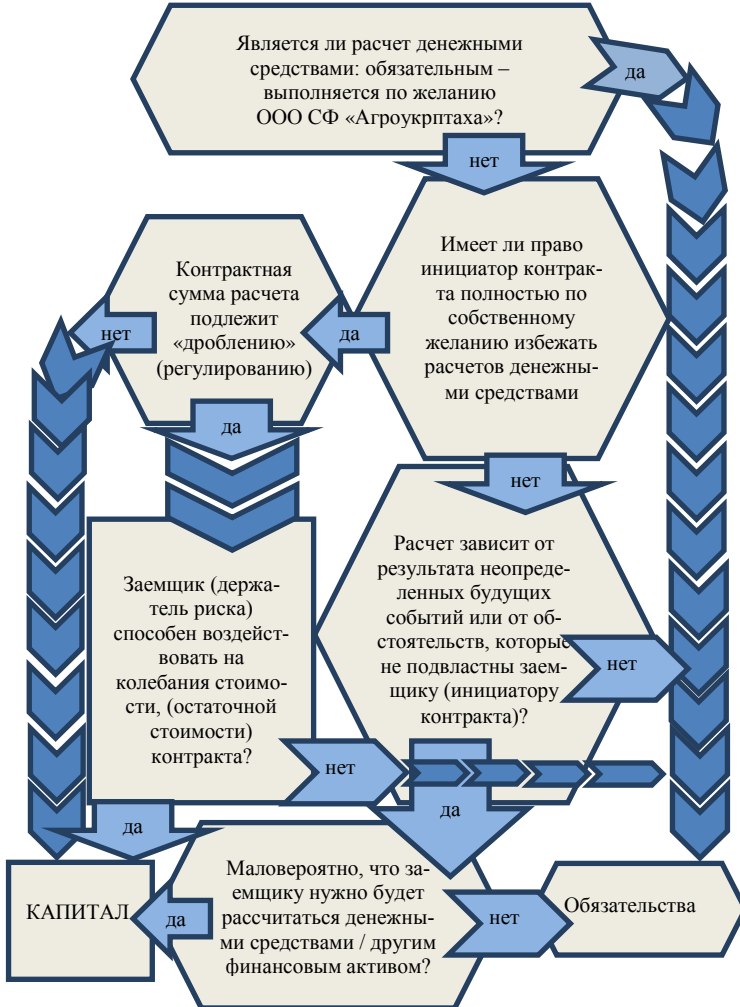 Является ли расчет денежными
средствами: обязательным –
выполняется по желанию
ООО СФ «Агроукрптаха»?
да
нет
Имеет ли право
инициатор контрак-
та полностью по
собственному
желанию избежать
расчетов денежны-
ми средствами
да
Контрактная
сумма расчета
подлежит
«дроблению»
(регулированию)
нет
да
нет
Заемщик (держа-
тель риска)
способен воздейст-
вовать на
колебания стоимо-
сти, (остаточной
стоимости)
контракта?
Расчет зависит от
результата неопреде-
ленных будущих
событий или от об-
стоятельств, которые
не подвластны заем-
щику (инициатору
контракта)?
нет
нет
да
да
Маловероятно, что за-
емщику нужно будет
рассчитаться денежны-
ми средствами / другим
финансовым активом?
КАПИТАЛ
да
нет
Обязательства